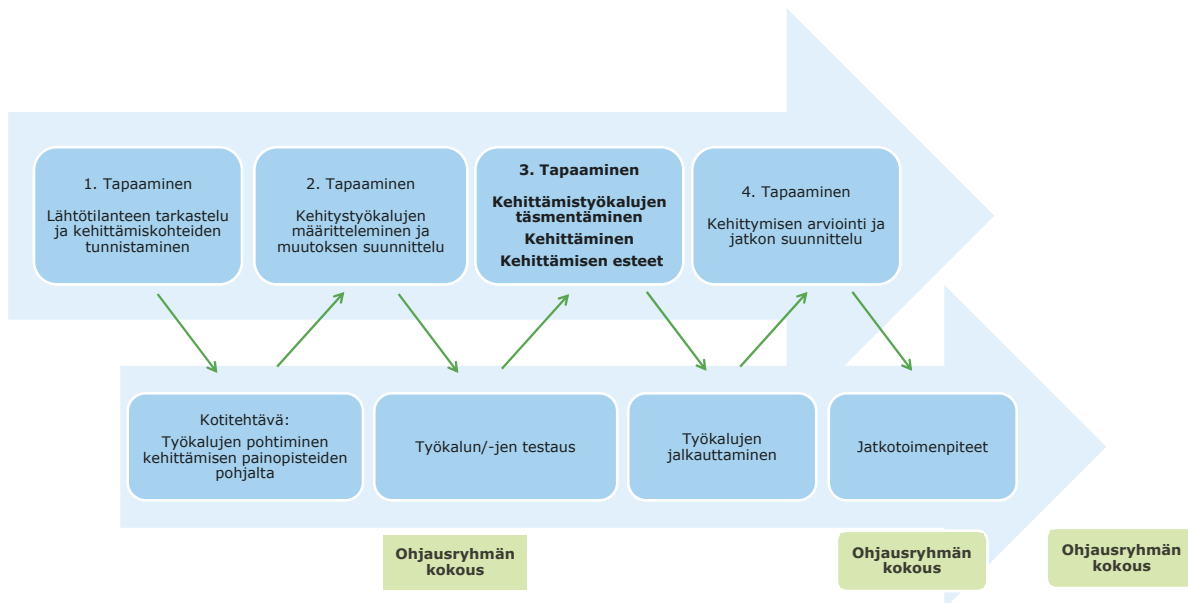 1. Tapaaminen
Lähtötilanteen tarkastelu
ja kehittämiskohteiden
tunnistaminen
2. Tapaaminen
Kehitystyökalujen
määritteleminen ja
muutoksen suunnittelu
3. Tapaaminen
Kehittämistyökalujen
täsmentäminen
Kehittäminen
Kehittämisen esteet
4. Tapaaminen
Kehittymisen arviointi ja
jatkon suunnittelu
Kotitehtävä:
Työkalujen pohtiminen
kehittämisen painopisteiden
pohjalta
Työkalun/-jen testaus
Työkalujen
jalkauttaminen
Jatkotoimenpiteet
Ohjausryhmän
kokous
Ohjausryhmän
kokous
Ohjausryhmän
kokous